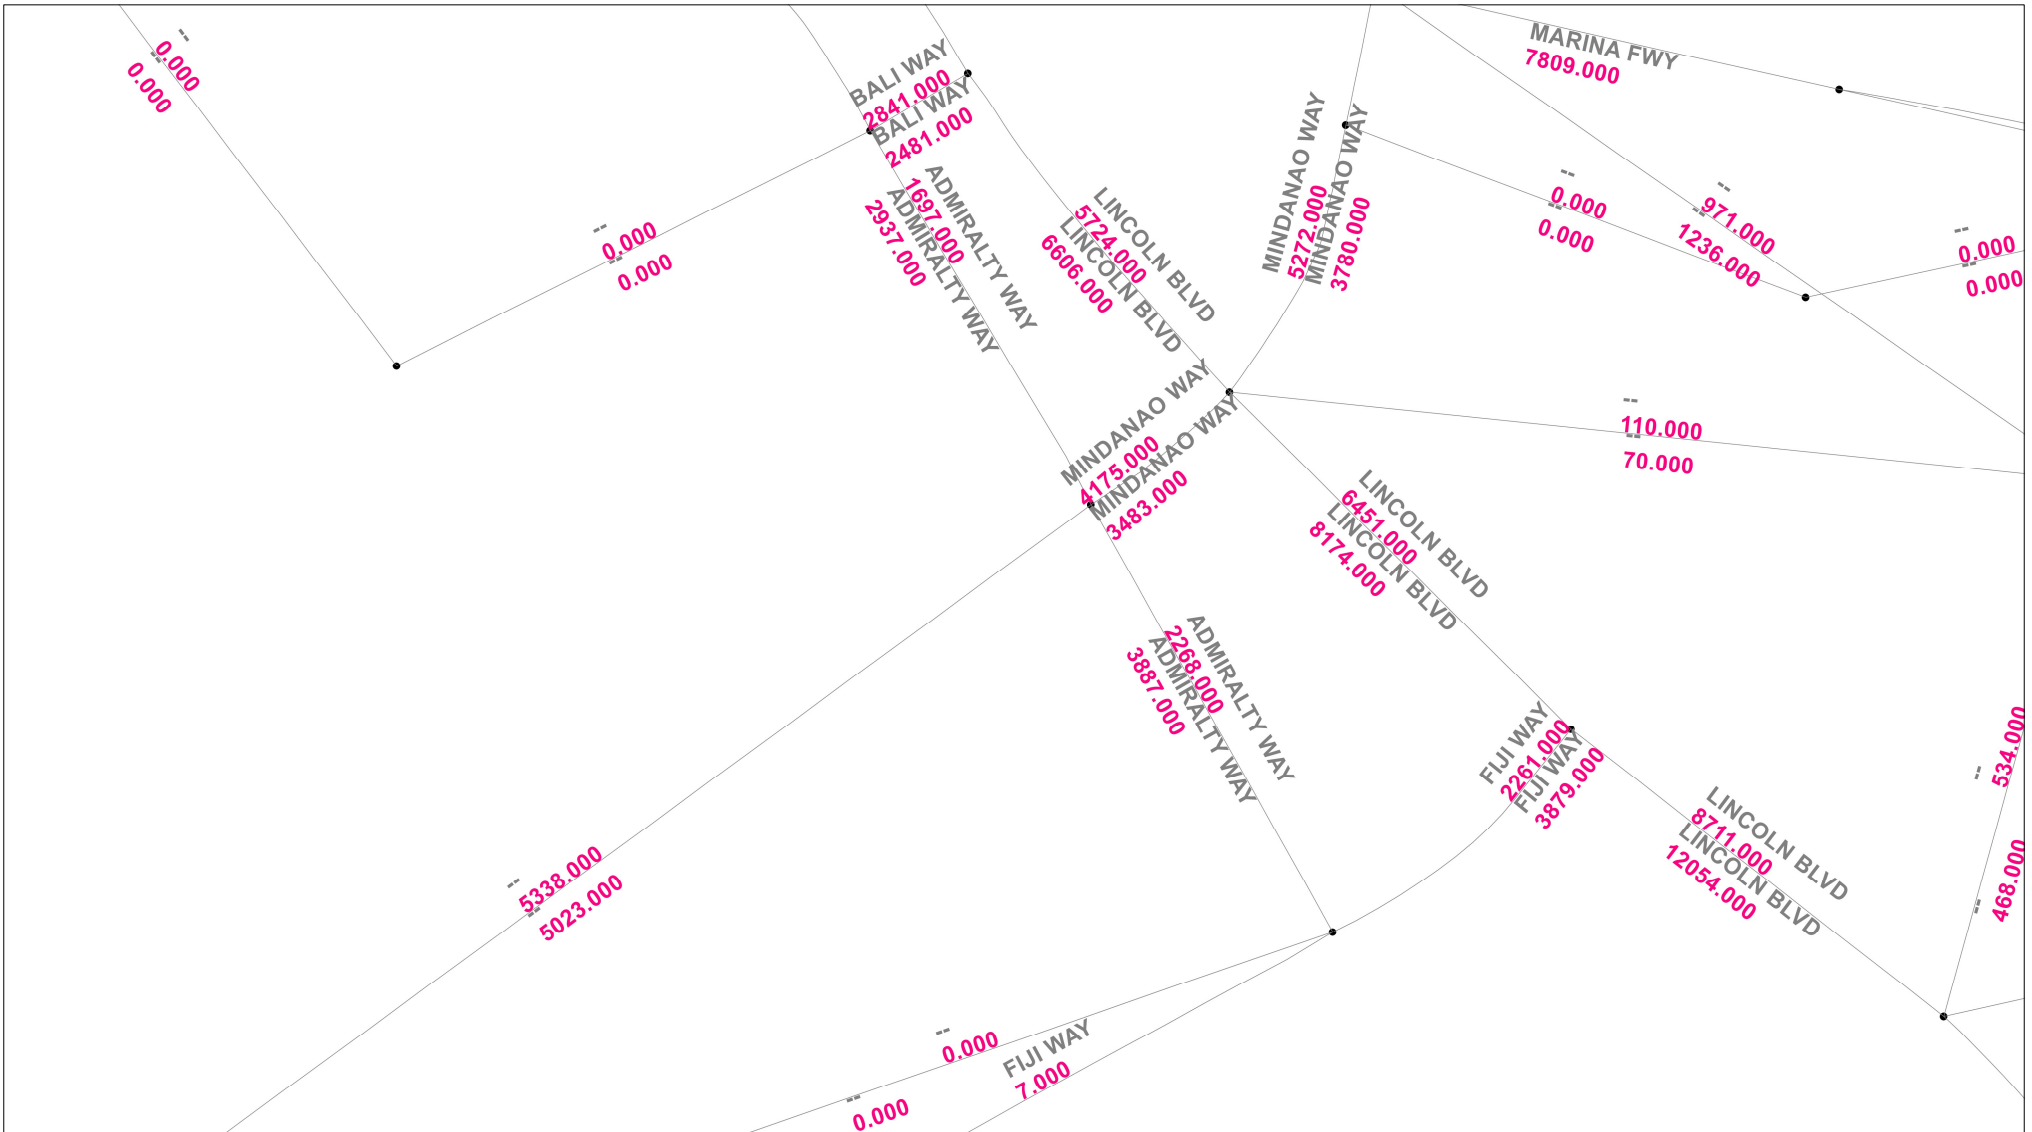 --
0.000
--
0.000
BALI WAY
2841.000
BALI WAY
2481.000
MARINA FWY
7809.000
ADMIRALTY WAY
1697.000
ADMIRALTY WAY
2937.000
LINCOLN BLVD
5724.000
LINCOLN BLVD
6606.000
MINDANAO WAY
5272.000
MINDANAO WAY
3780.000
--
0.000
--
0.000
--
971.000
--
1236.000
--
0.000
--
0.000
--
0.000
--
0.000
MINDANAO WAY
4175.000
MINDANAO WAY
3483.000
--
110.000
--
70.000
LINCOLN BLVD
6451.000
LINCOLN BLVD
8174.000
ADMIRALTY WAY
2268.000
ADMIRALTY WAY
3887.000
FIJI WAY
2261.000
FIJI WAY
3879.000
--
534.000
--
468.000
LINCOLN BLVD
8711.000
LINCOLN BLVD
12054.000
--
5338.000
--
5023.000
--
0.000
--
0.000
FIJI WAY
7.000